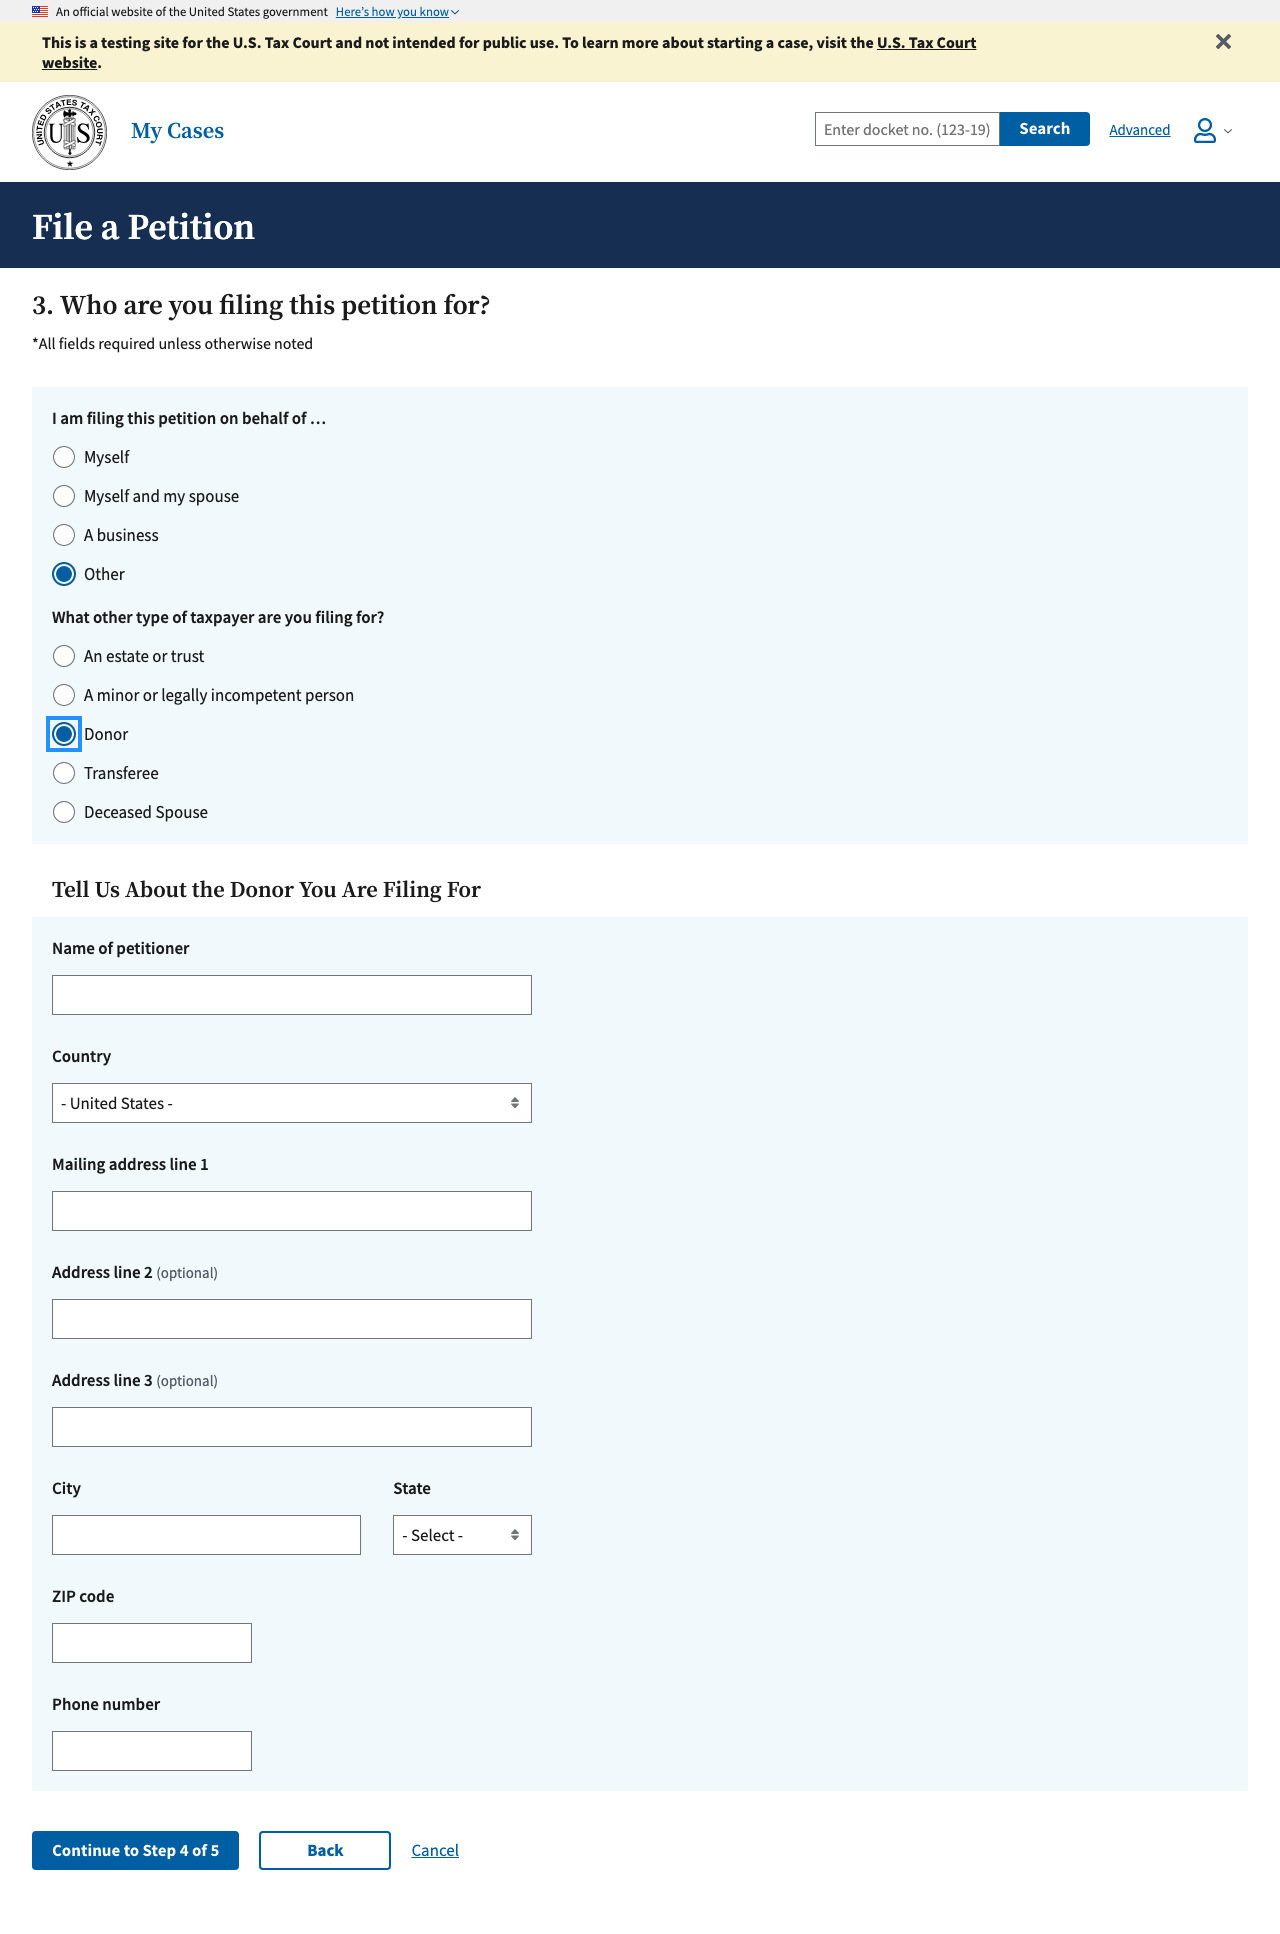 An official website of the United States government Here's how you know
This is a testing site for the U.S. Tax Court and not intended for public use. To learn more about starting a case, visit the U.S. Tax Court
website.
UNITED STATES TAX COURT
US
My Cases
Enter docket no. (123-19)
Search
Advanced
File a Petition
3. Who are you filing this petition for?
*All fields required unless otherwise noted
I am filing this petition on behalf of …
Myself
Myself and my spouse
A business
Other
What other type of taxpayer are you filing for?
An estate or trust
A minor or legally incompetent person
Donor
Transferee
Deceased Spouse
Tell Us About the Donor You Are Filing For
Name of petitioner
Country
- United States -
Mailing address line 1
Address line 2 (optional)
Address line 3 (optional)
City State
- Select -
ZIP code
Phone number
Continue to Step 4 of 5
Back
Cancel